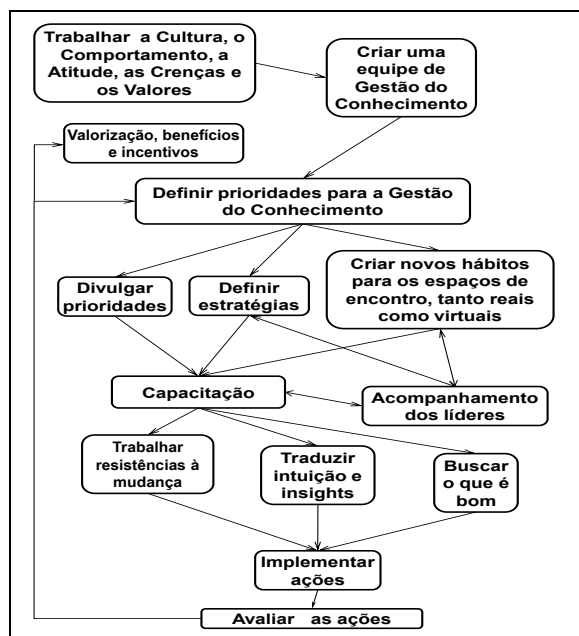 Trabalhar a Cultura, o
Comportamento, a
Atitude, as Crenças e
os Valores
Criar uma
equipe de
Gestão do
Conhecimento
Valorização, benefícios
e incentivos
Definir prioridades para a Gestão
do Conhecimento
Divulgar
prioridades
Definir
estratégias
Criar novos hábitos
para os espaços de
encontro, tanto reais
como virtuais
Capacitação
Acompanhamento
dos líderes
Trabalhar
resistências à
mudança
Traduzir
intuição e
insights
Buscar
o que é
bom
Implementar
ações
Avaliar as ações